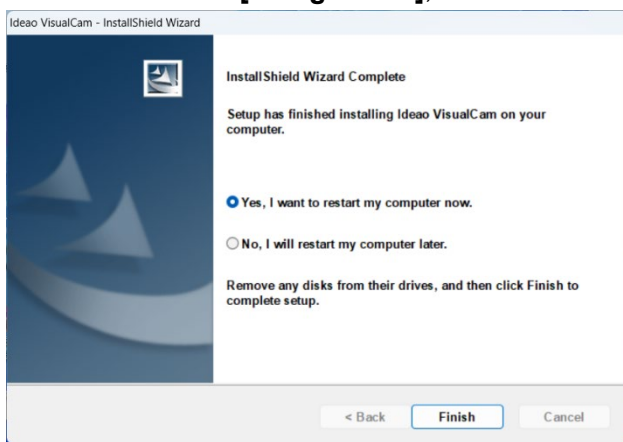 Ideao VisualCam - InstallShield Wizard
InstallShield Wizard Complete
Setup has finished installing Ideao VisualCam on your
computer.
Yes, I want to restart my computer now.
No, I will restart my computer later.
Remove any disks from their drives, and then click Finish to
complete setup.
< Back Finish Cancel